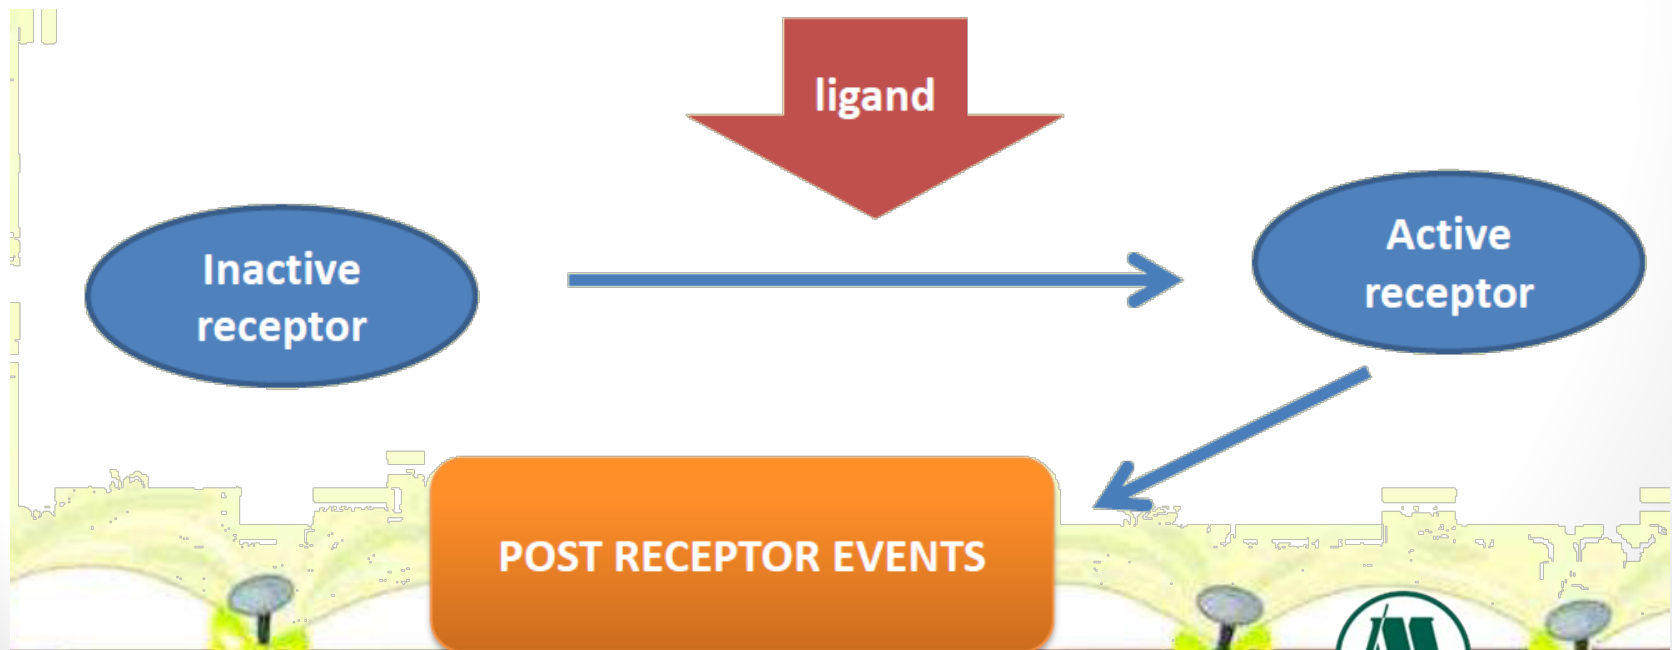 ligand
Inactive
receptor
Active
receptor
POST RECEPTOR EVENTS